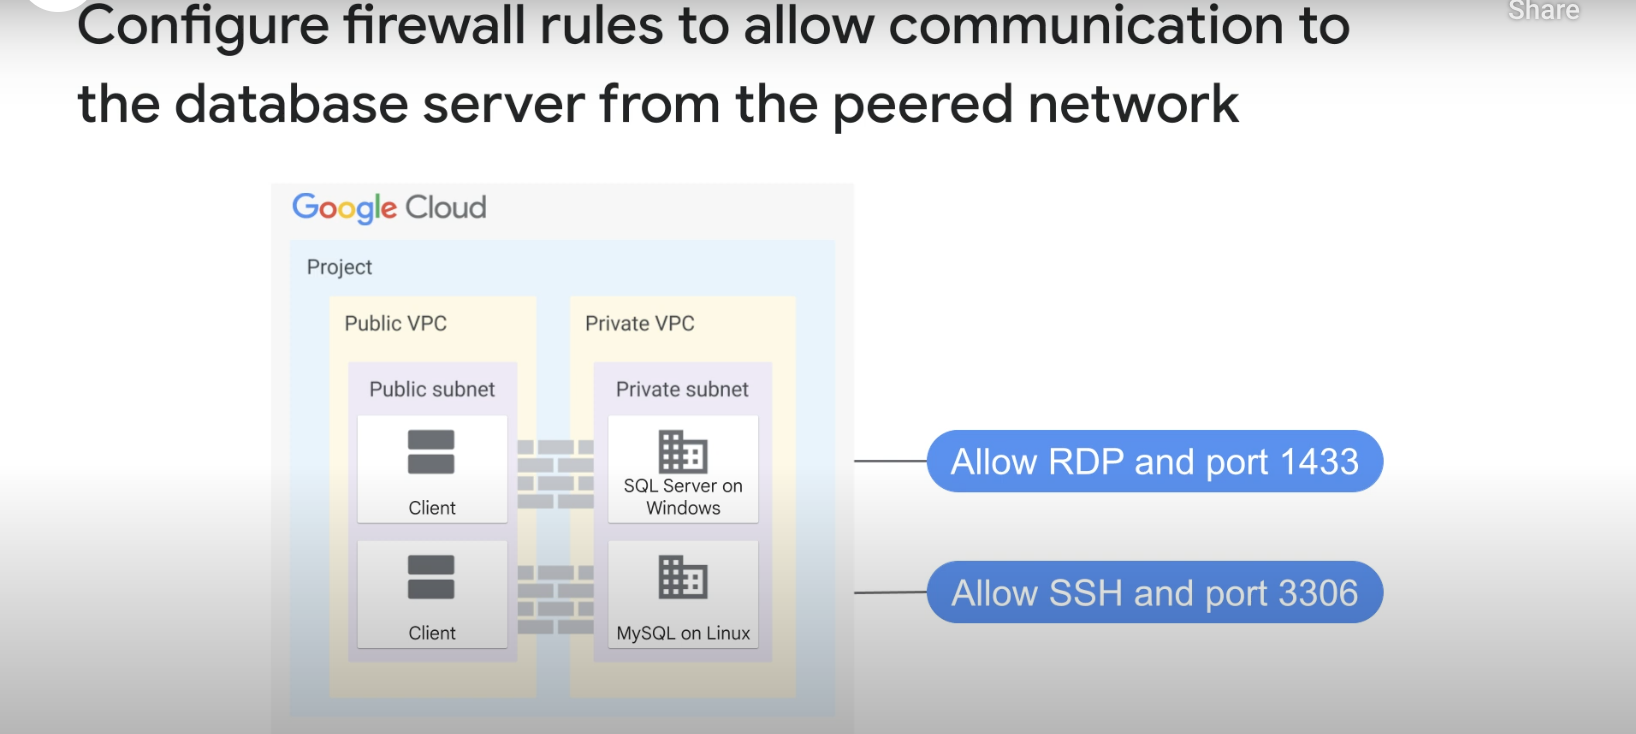 Configure firewall rules to allow communication to
the database server from the peered network
Share
Google Cloud
Project
Public VPC
Private VPC
Public subnet
Private subnet
Client
SQL Server on
Windows
Allow RDP and port 1433
Client
MySQL on Linux
Allow SSH and port 3306